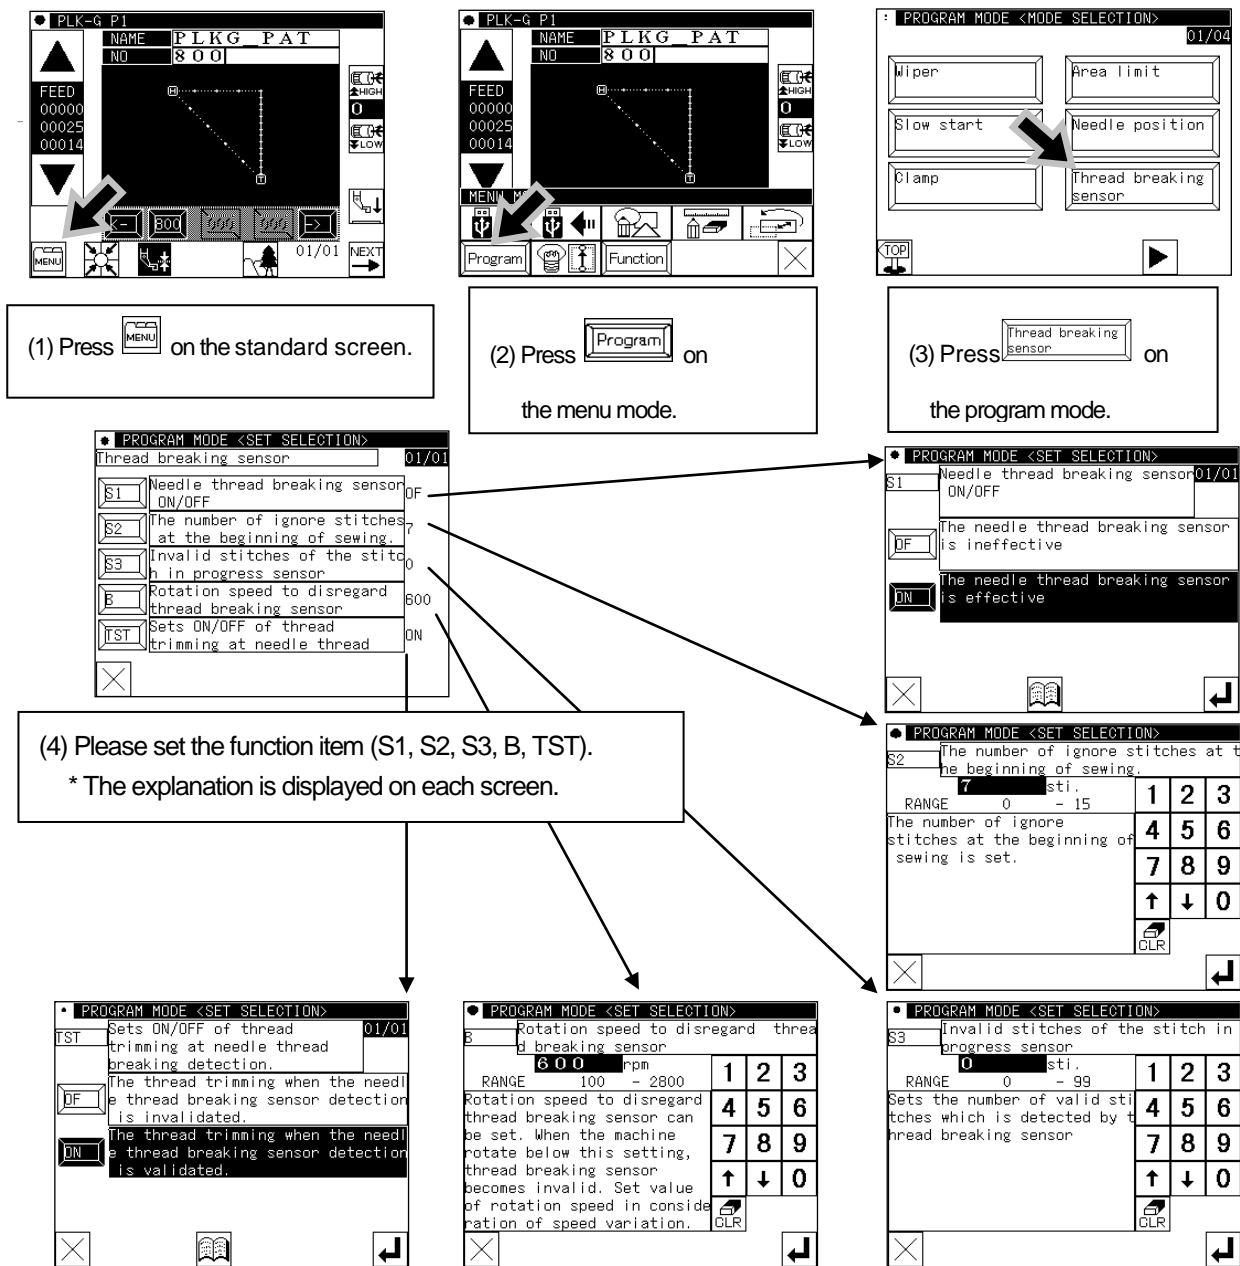 PLK-G P1
NAME PLKG_PAT
NO 800
FEED
00000
00025
00014
HIGH
0
LOW
<- 800 000 000 ->
MENU
01/01
NEXT
PLK-G P1
NAME PLKG_PAT
NO 800
FEED
00000
00025
00014
HIGH
0
LOW
Program
Function
PROGRAM MODE <MODE SELECTION>
01/04
Wiper
Area limit
Slow start
Needle position
Clamp
Thread breaking
sensor
TOP
(1) Press MENU on the standard screen.
(2) Press Program on
the menu mode.
(3) Press Thread breaking sensor on
the program mode.
PROGRAM MODE <SET SELECTION>
Thread breaking sensor 01/01
S1 Needle thread breaking sensor OF
ON/OFF
S2 The number of ignore stitches 7
at the beginning of sewing.
S3 Invalid stitches of the stitc 0
h in progress sensor
B Rotation speed to disregard 600
thread breaking sensor
TST Sets ON/OFF of thread ON
trimming at needle thread
PROGRAM MODE <SET SELECTION>
S1 Needle thread breaking sensor 01/01
ON/OFF
OF The needle thread breaking sensor
is ineffective
ON The needle thread breaking sensor
is effective
(4) Please set the function item (S1, S2, S3, B, TST).
* The explanation is displayed on each screen.
PROGRAM MODE <SET SELECTION>
S2 The number of ignore stitches at t
he beginning of sewing.
7 sti.
RANGE 0 - 15
The number of ignore
stitches at the beginning of
sewing is set.
1 2 3
4 5 6
7 8 9
↑ ↓ 0
CLR
PROGRAM MODE <SET SELECTION>
TST Sets ON/OFF of thread 01/01
trimming at needle thread
breaking detection.
OF The thread trimming when the needl
e thread breaking sensor detection
is invalidated.
ON The thread trimming when the needl
e thread breaking sensor detection
is validated.
PROGRAM MODE <SET SELECTION>
B Rotation speed to disregard threa
d breaking sensor
600 rpm
RANGE 100 - 2800
Rotation speed to disregard
thread breaking sensor can
be set. When the machine
rotate below this setting,
thread breaking sensor
becomes invalid. Set value
of rotation speed in conside
ration of speed variation.
1 2 3
4 5 6
7 8 9
↑ ↓ 0
CLR
PROGRAM MODE <SET SELECTION>
S3 Invalid stitches of the stitch in
progress sensor
0 sti.
RANGE 0 - 99
Sets the number of valid sti
tches which is detected by t
hread breaking sensor
1 2 3
4 5 6
7 8 9
↑ ↓ 0
CLR